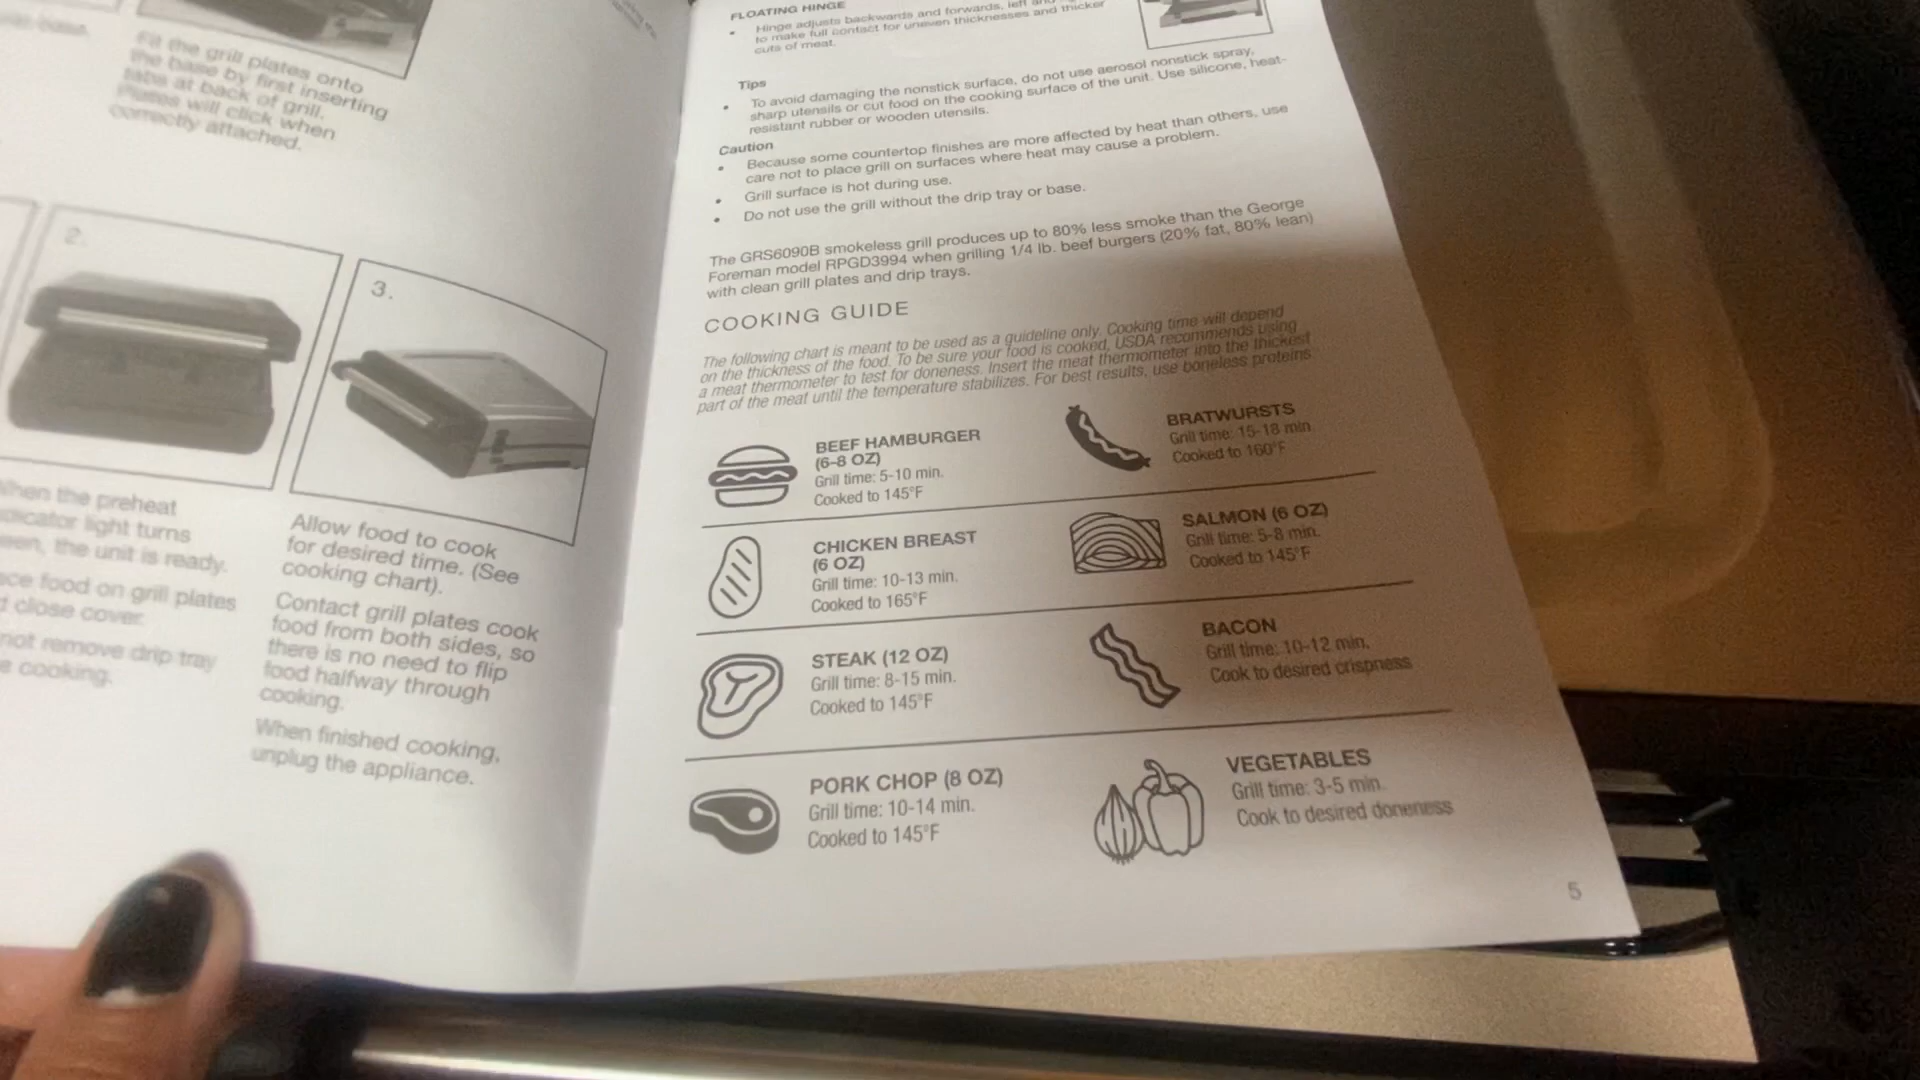 Fit the grill plates onto
the base by first inserting
tabs at back of grill.
Plates will click when
correctly attached.
2.
3.
When the preheat
indicator light turns
green, the unit is ready.
food on grill plates
close cover.
not remove drip tray
cooking.
Allow food to cook
for desired time. (See
cooking chart).
Contact grill plates cook
food from both sides, so
there is no need to flip
food halfway through
cooking.
When finished cooking,
unplug the appliance.
FLOATING HINGE
• Hinge adjusts backwards and forwards, left and
to make full contact for uneven thicknesses and thicker
cuts of meat.
Tips
• To avoid damaging the nonstick surface, do not use aerosol nonstick spray,
sharp utensils or cut food on the cooking surface of the unit. Use silicone, heat-
resistant rubber or wooden utensils.
Caution
• Because some countertop finishes are more affected by heat than others, use
care not to place grill on surfaces where heat may cause a problem.
• Grill surface is hot during use.
• Do not use the grill without the drip tray or base.
The GRS6090B smokeless grill produces up to 80% less smoke than the George
Foreman model RPGD3994 when grilling 1/4 lb. beef burgers (20% fat, 80% lean)
with clean grill plates and drip trays.
COOKING GUIDE
The following chart is meant to be used as a guideline only. Cooking time will depend
on the thickness of the food. To be sure your food is cooked, USDA recommends using
a meat thermometer to test for doneness. Insert the meat thermometer into the thickest
part of the meat until the temperature stabilizes. For best results, use boneless proteins.
BEEF HAMBURGER
(6-8 OZ)
Grill time: 5-10 min.
Cooked to 145°F
BRATWURSTS
Grill time: 15-18 min.
Cooked to 160°F
CHICKEN BREAST
(6 OZ)
Grill time: 10-13 min.
Cooked to 165°F
SALMON (6 OZ)
Grill time: 5-8 min.
Cooked to 145°F
STEAK (12 OZ)
Grill time: 8-15 min.
Cooked to 145°F
BACON
Grill time: 10-12 min.
Cook to desired crispness
PORK CHOP (8 OZ)
Grill time: 10-14 min.
Cooked to 145°F
VEGETABLES
Grill time: 3-5 min.
Cook to desired doneness
5